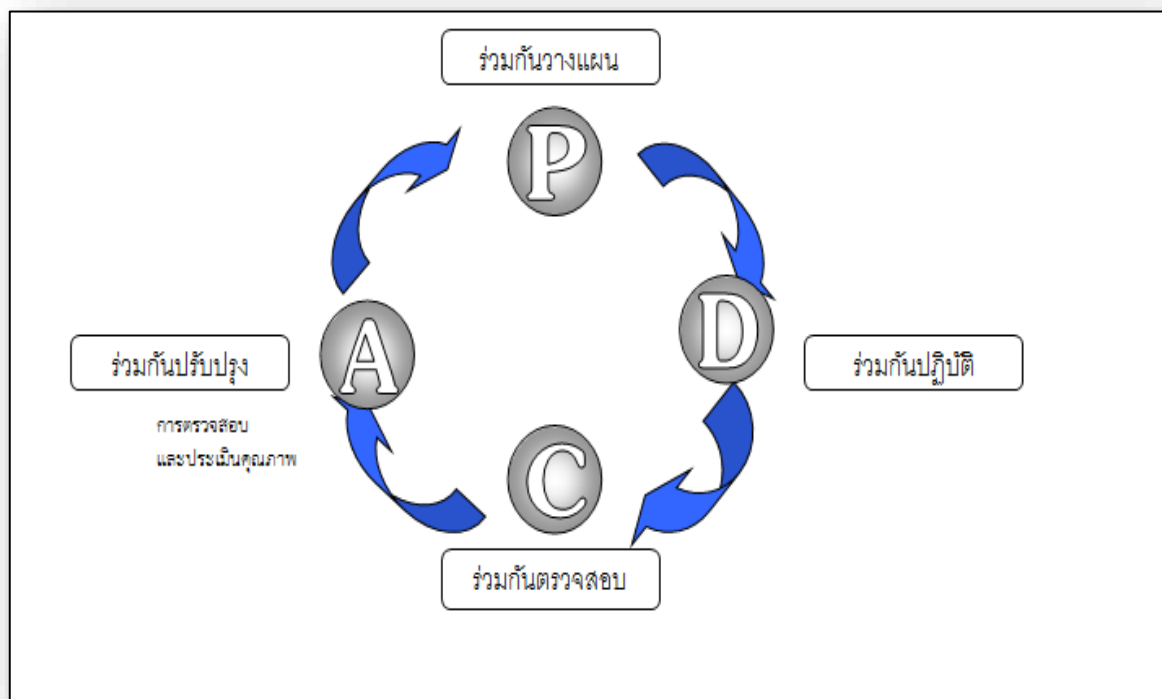 ร่วมกันวางแผน
P
D
ร่วมกันปรับปรุง
A
ร่วมกันปฏิบัติ
การตรวจสอบ
และประเมินคุณภาพ
C
ร่วมกันตรวจสอบ